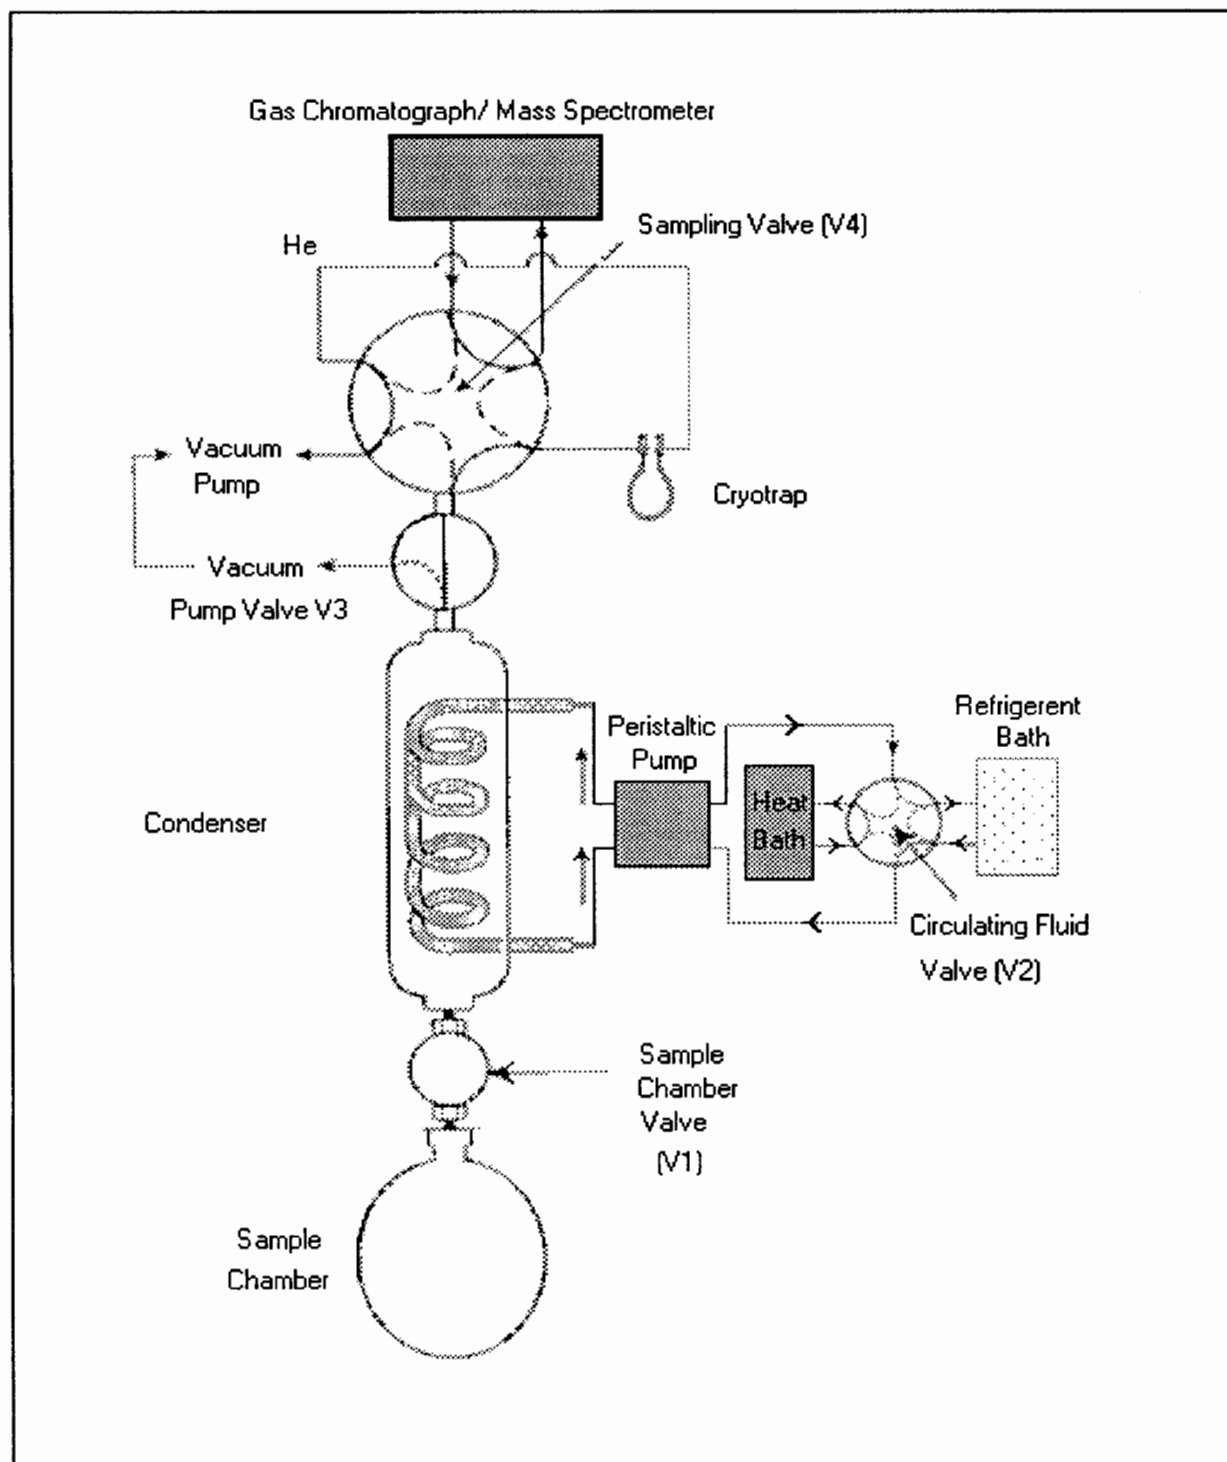 Gas Chromatograph/ Mass Spectrometer
Sampling Valve (V4)
He
Vacuum
Pump
Cryotrap
Vacuum
Pump Valve V3
Refrigerent
Bath
Peristaltic
Pump
Heat
Bath
Condenser
Circulating Fluid
Valve (V2)
Sample
Chamber
Valve
(V1)
Sample
Chamber